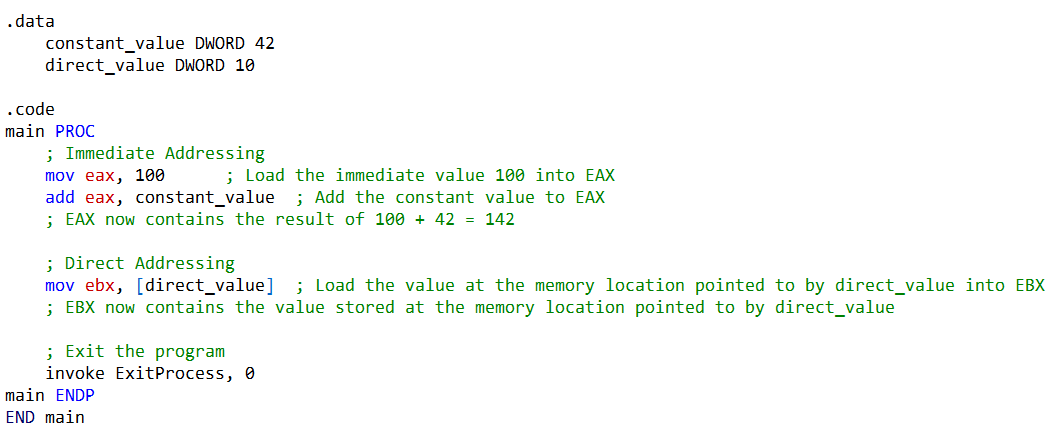 .data
    constant_value DWORD 42
    direct_value DWORD 10

.code
main PROC
    ; Immediate Addressing
    mov eax, 100      ; Load the immediate value 100 into EAX
    add eax, constant_value  ; Add the constant value to EAX
    ; EAX now contains the result of 100 + 42 = 142

    ; Direct Addressing
    mov ebx, [direct_value]  ; Load the value at the memory location pointed to by direct_value into EBX
    ; EBX now contains the value stored at the memory location pointed to by direct_value

    ; Exit the program
    invoke ExitProcess, 0
main ENDP
END main